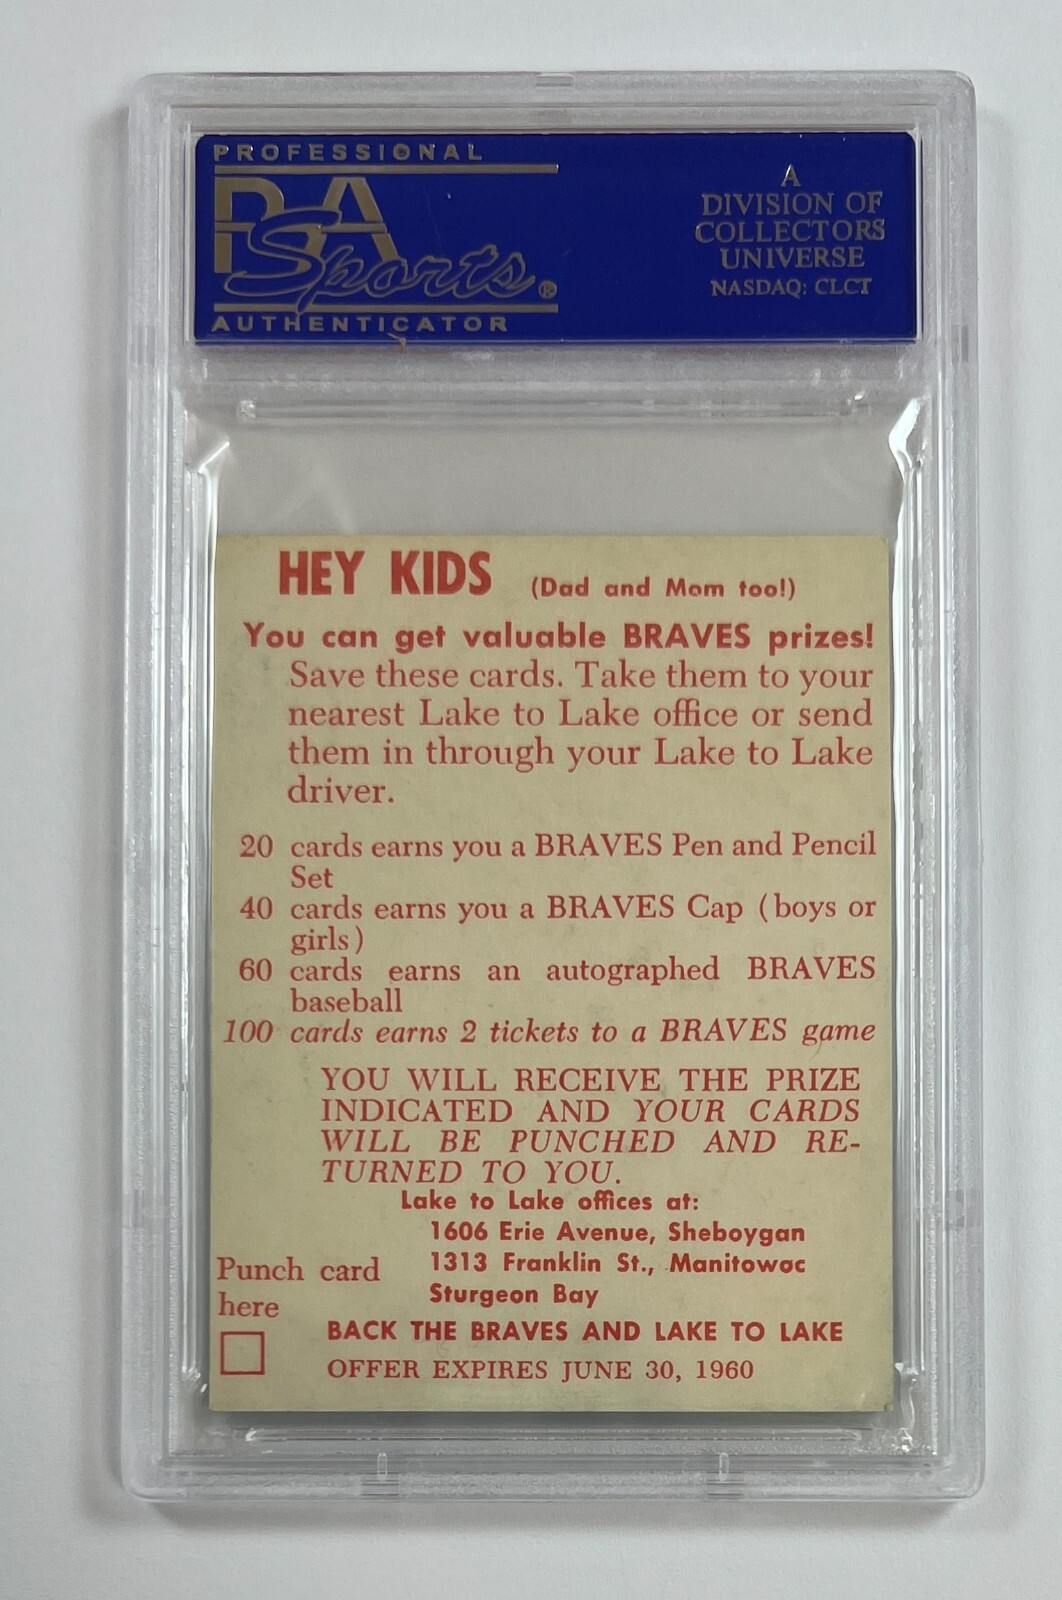 PROFESSIONAL
PSA
Sports®
AUTHENTICATOR
A
DIVISION OF
COLLECTORS
UNIVERSE
NASDAQ: CLCT
HEY KIDS (Dad and Mom too!)
You can get valuable BRAVES prizes!
Save these cards. Take them to your
nearest Lake to Lake office or send
them in through your Lake to Lake
driver.
20 cards earns you a BRAVES Pen and Pencil
Set
40 cards earns you a BRAVES Cap (boys or
girls)
60 cards earns an autographed BRAVES
baseball
100 cards earns 2 tickets to a BRAVES game
YOU WILL RECEIVE THE PRIZE
INDICATED AND YOUR CARDS
WILL BE PUNCHED AND RE-
TURNED TO YOU.
Lake to Lake offices at:
1606 Erie Avenue, Sheboygan
1313 Franklin St., Manitowoc
Sturgeon Bay
Punch card
here
BACK THE BRAVES AND LAKE TO LAKE
OFFER EXPIRES JUNE 30, 1960